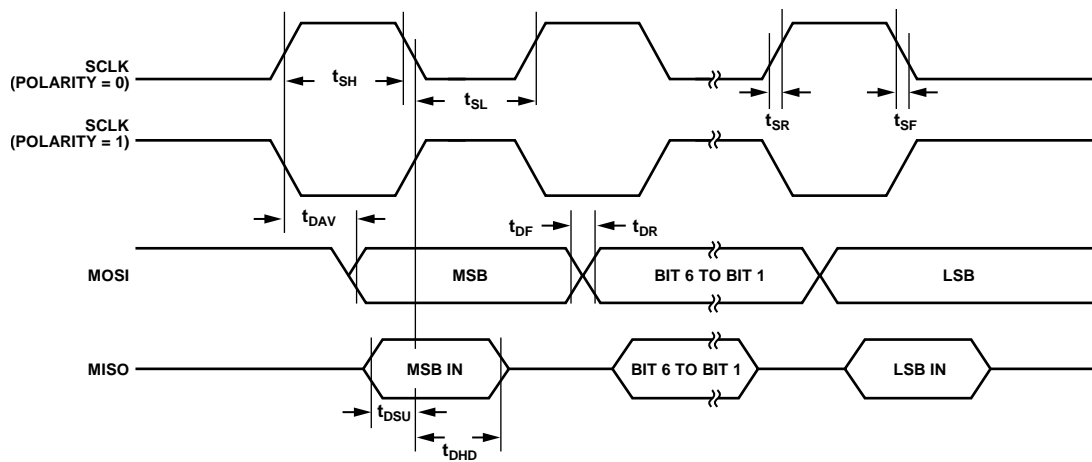 SCLK
(POLARITY = 0)
tSH
tSL
tSR
tSF
SCLK
(POLARITY = 1)
tDAV
tDF
tDR
MOSI
MSB
BIT 6 TO BIT 1
LSB
MISO
MSB IN
BIT 6 TO BIT 1
LSB IN
tDSU
tDHD